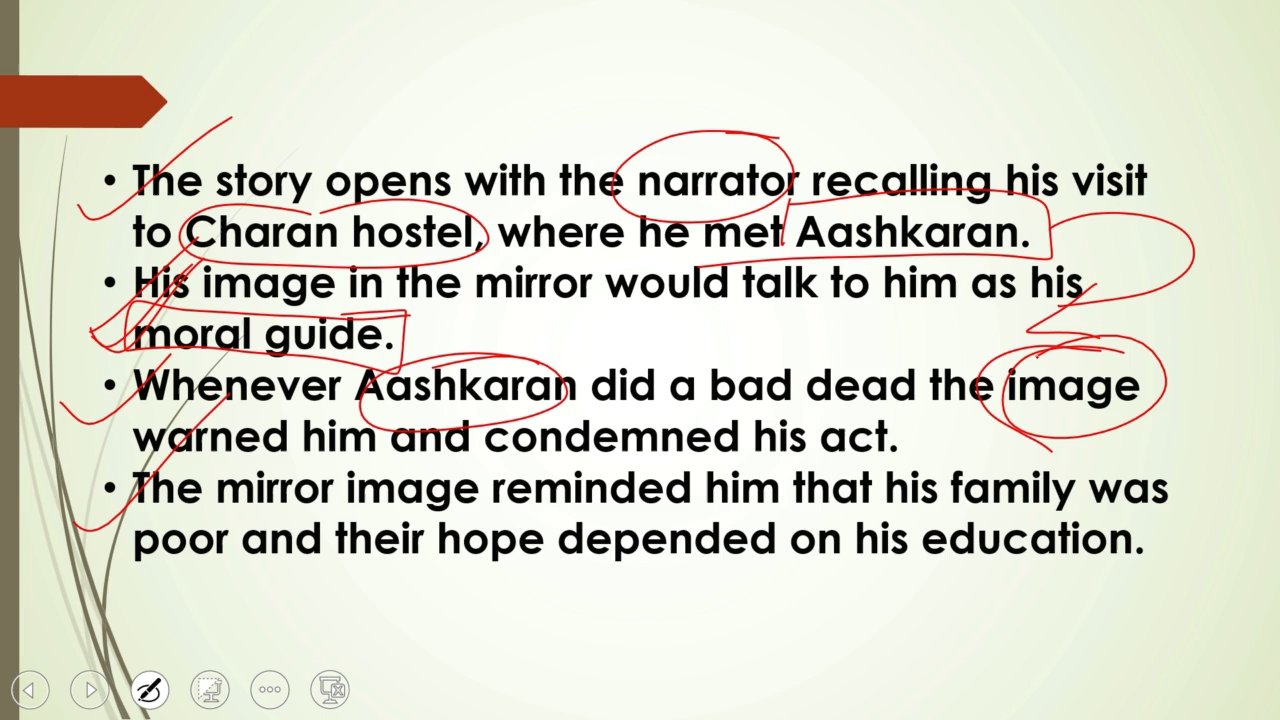 • The story opens with the narrator recalling his visit
to Charan hostel, where he met Aashkaran.
• His image in the mirror would talk to him as his
moral guide.
• Whenever Aashkaran did a bad dead the image
warned him and condemned his act.
• The mirror image reminded him that his family was
poor and their hope depended on his education.